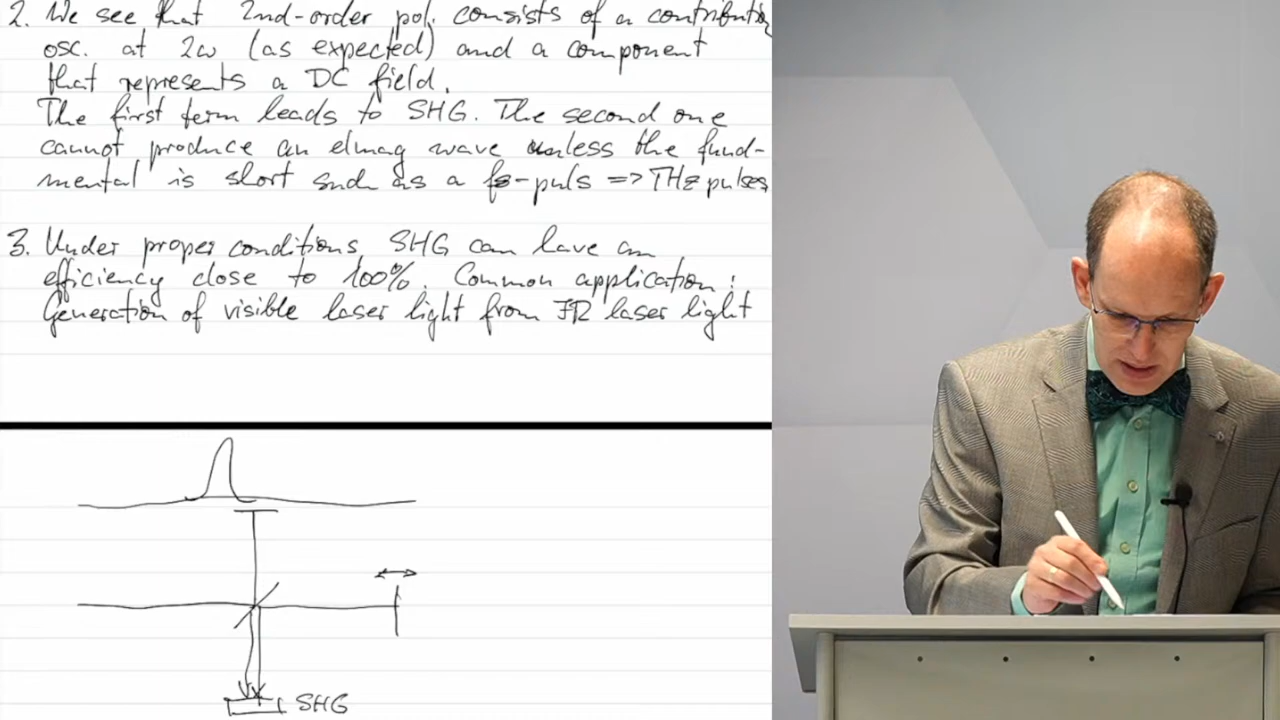 2. We see that 2nd-order pol. consists of a contribution
osc. at 2ω (as expected) and a component
that represents a DC field.
The first term leads to SHG. The second one
cannot produce an elmag wave unless the fund-
mental is short such as a fs-puls => THz pulses
3. Under proper conditions SHG can have an
efficiency close to 100%. Common application:
Generation of visible laser light from IR laser light
SHG